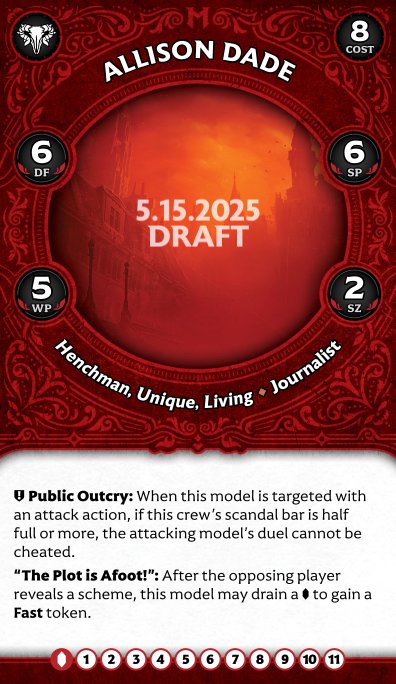 8
COST
ALLISON DADE
6
DF
6
SP
5.15.2025
DRAFT
5
WP
2
SZ
Henchman, Unique, Living ♦ Journalist
Public Outcry: When this model is targeted with
an attack action, if this crew's scandal bar is half
full or more, the attacking model's duel cannot be
cheated.
“The Plot is Afoot!”: After the opposing player
reveals a scheme, this model may drain a to gain a
Fast token.
1 2 3 4 5 6 7 8 9 10 11